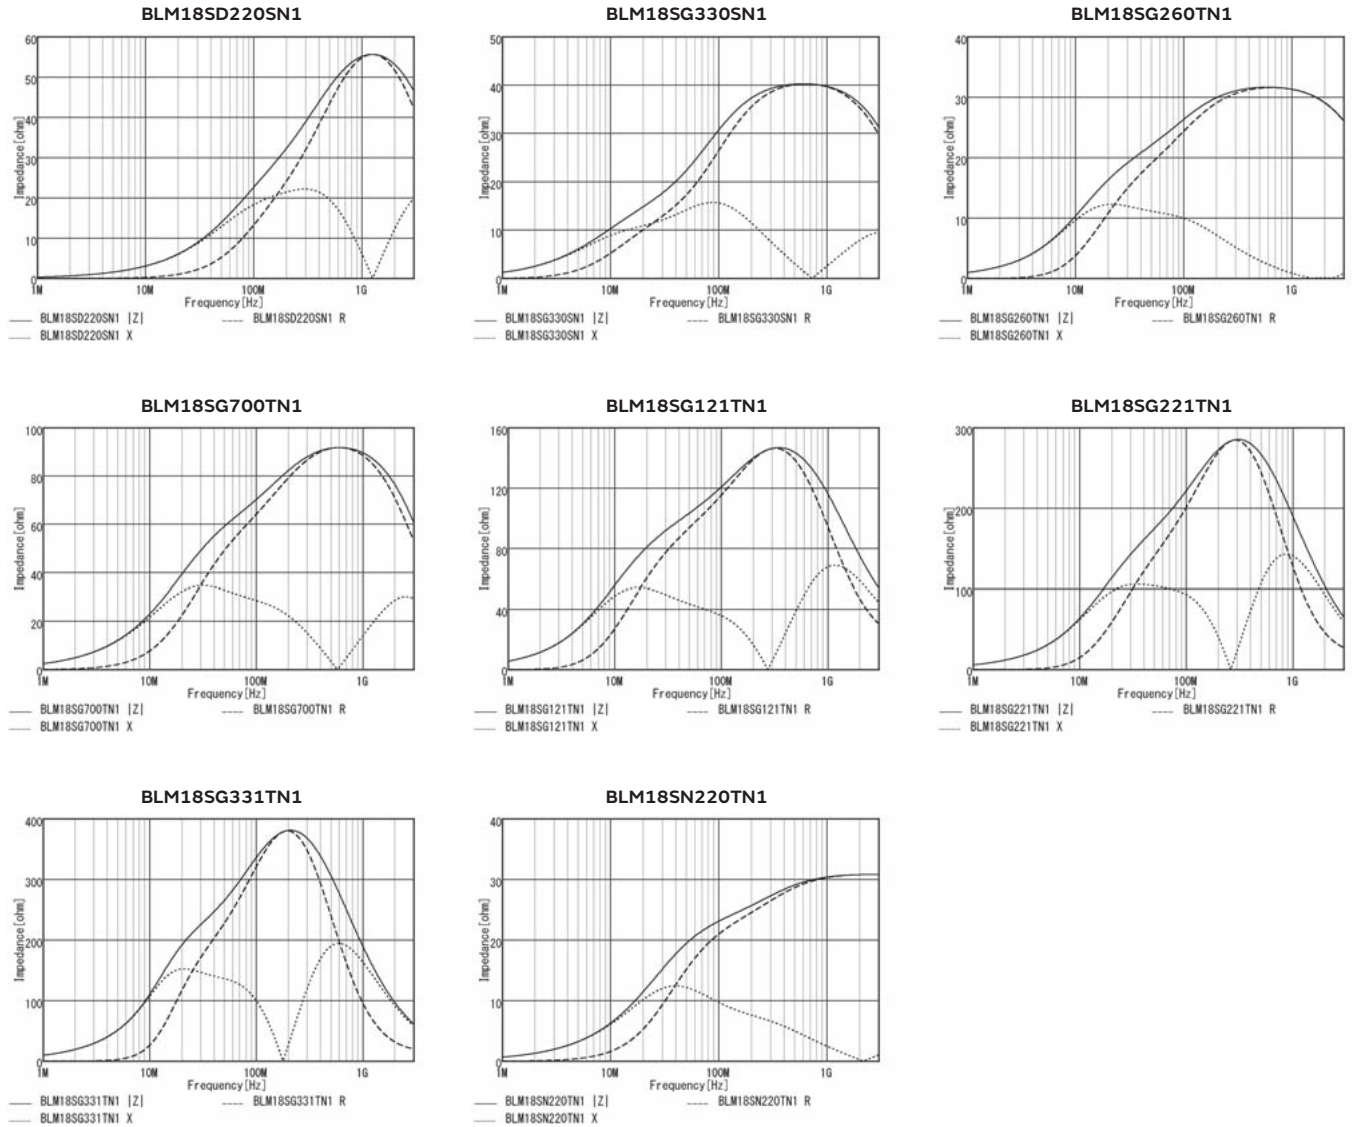 BLM18SD220SN1
60
50
40
30
20
10
0
Impedance[ohm]
1M 10M 100M 1G
Frequency[Hz]
BLM18SD220SN1 |Z| BLM18SD220SN1 R
BLM18SD220SN1 X
BLM18SG330SN1
50
40
30
20
10
0
Impedance[ohm]
1M 10M 100M 1G
Frequency[Hz]
BLM18SG330SN1 |Z| BLM18SG330SN1 R
BLM18SG330SN1 X
BLM18SG260TN1
40
30
20
10
0
Impedance[ohm]
1M 10M 100M 1G
Frequency[Hz]
BLM18SG260TN1 |Z| BLM18SG260TN1 R
BLM18SG260TN1 X
BLM18SG700TN1
100
80
60
40
20
0
Impedance[ohm]
1M 10M 100M 1G
Frequency[Hz]
BLM18SG700TN1 |Z| BLM18SG700TN1 R
BLM18SG700TN1 X
BLM18SG121TN1
160
120
80
40
0
Impedance[ohm]
1M 10M 100M 1G
Frequency[Hz]
BLM18SG121TN1 |Z| BLM18SG121TN1 R
BLM18SG121TN1 X
BLM18SG221TN1
300
200
100
0
Impedance[ohm]
1M 10M 100M 1G
Frequency[Hz]
BLM18SG221TN1 |Z| BLM18SG221TN1 R
BLM18SG221TN1 X
BLM18SG331TN1
400
300
200
100
0
Impedance[ohm]
1M 10M 100M 1G
Frequency[Hz]
BLM18SG331TN1 |Z| BLM18SG331TN1 R
BLM18SG331TN1 X
BLM18SN220TN1
40
30
20
10
0
Impedance[ohm]
1M 10M 100M 1G
Frequency[Hz]
BLM18SN220TN1 |Z| BLM18SN220TN1 R
BLM18SN220TN1 X